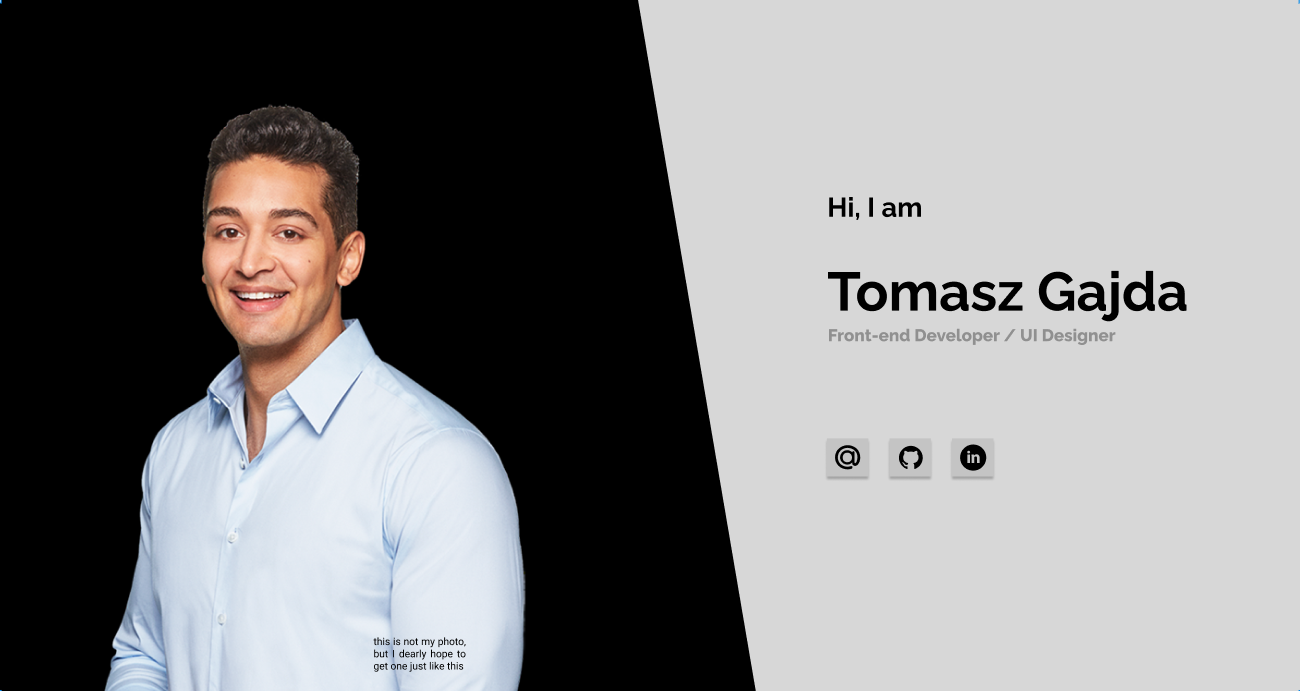 Hi, I am
Tomasz Gajda
Front-end Developer / UI Designer
in
this is not my photo,
but I dearly hope to
get one just like this